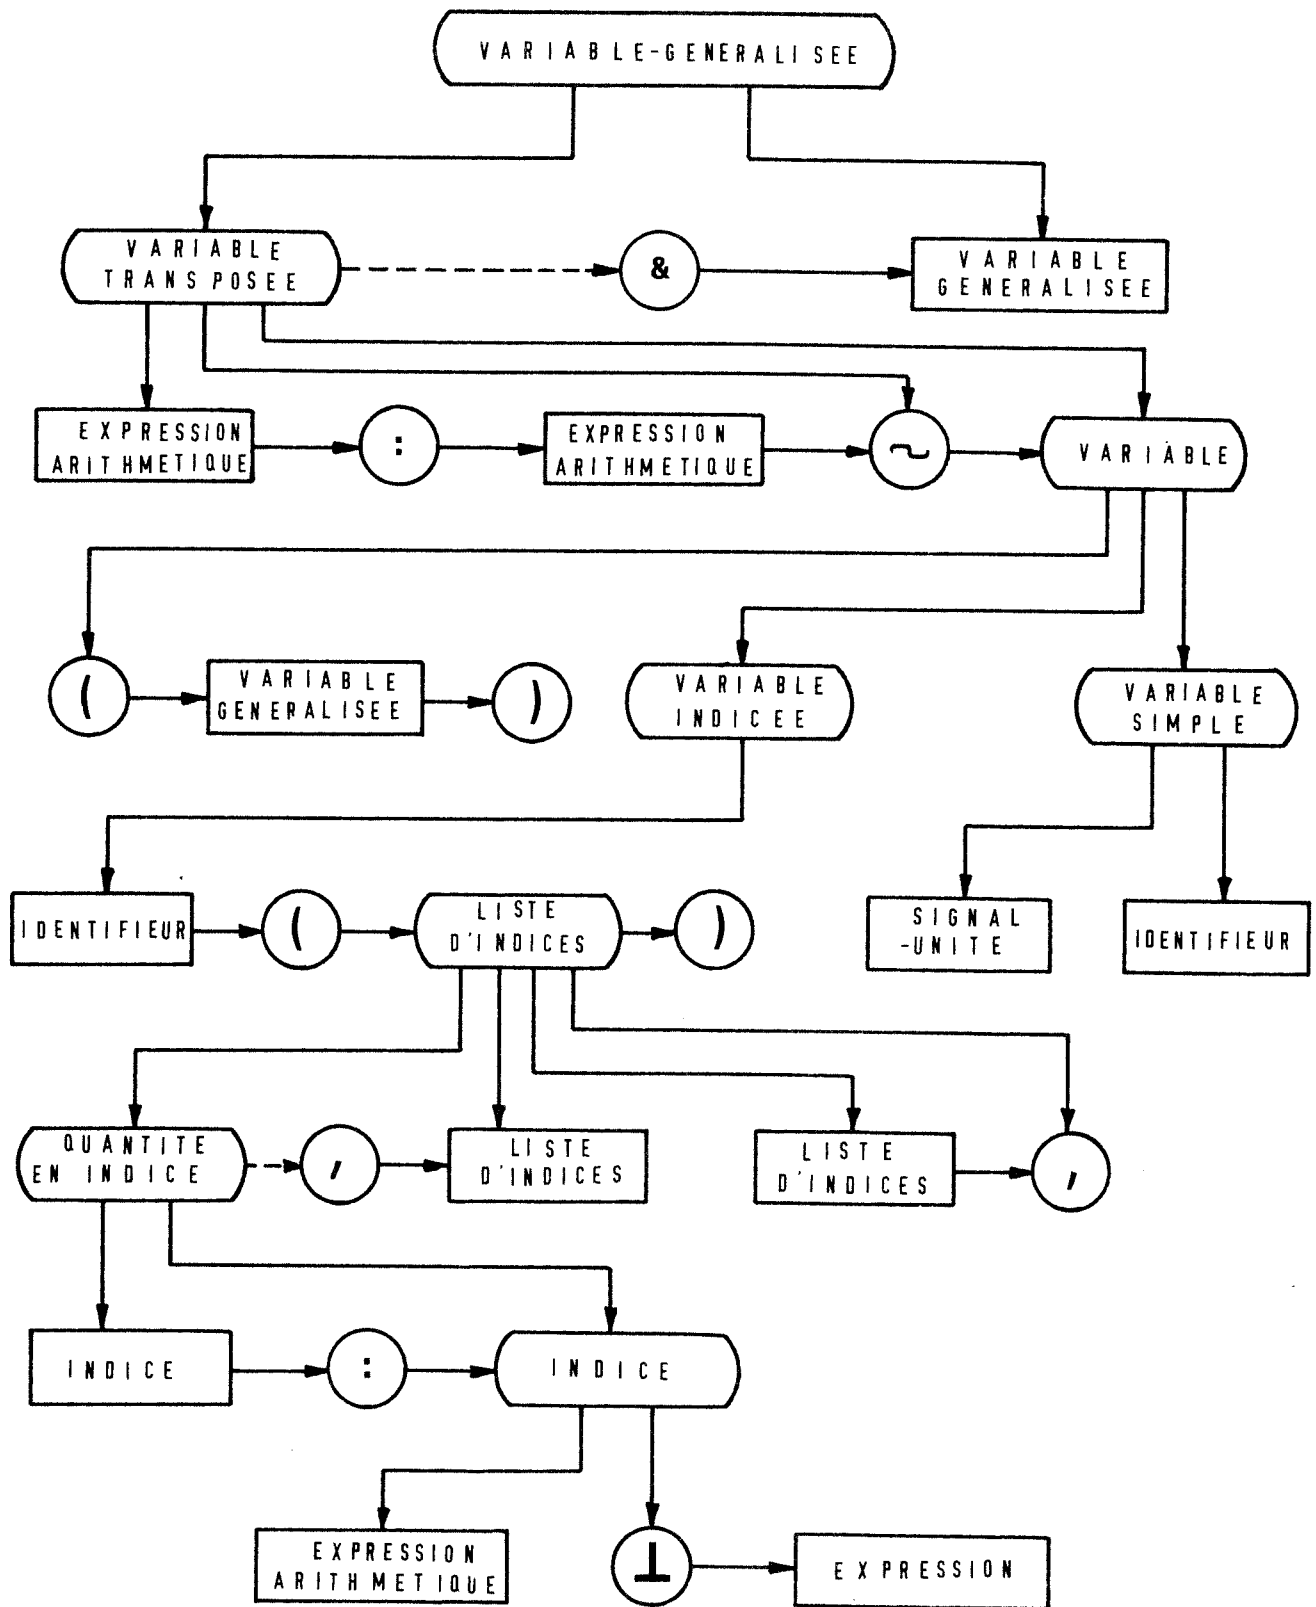 VARIABLE-GENERALISEE
VARIABLE
TRANSPOSEE
&
VARIABLE
GENERALISEE
EXPRESSION
ARITHMETIQUE
:
EXPRESSION
ARITHMETIQUE
~
VARIABLE
(
VARIABLE
GENERALISEE
)
VARIABLE
INDICEE
VARIABLE
SIMPLE
IDENTIFIEUR
(
LISTE
D'INDICES
)
SIGNAL
-UNITE
IDENTIFIEUR
QUANTITE
EN INDICE
,
LISTE
D'INDICES
LISTE
D'INDICES
,
INDICE
:
INDICE
EXPRESSION
ARITHMETIQUE
⊥
EXPRESSION